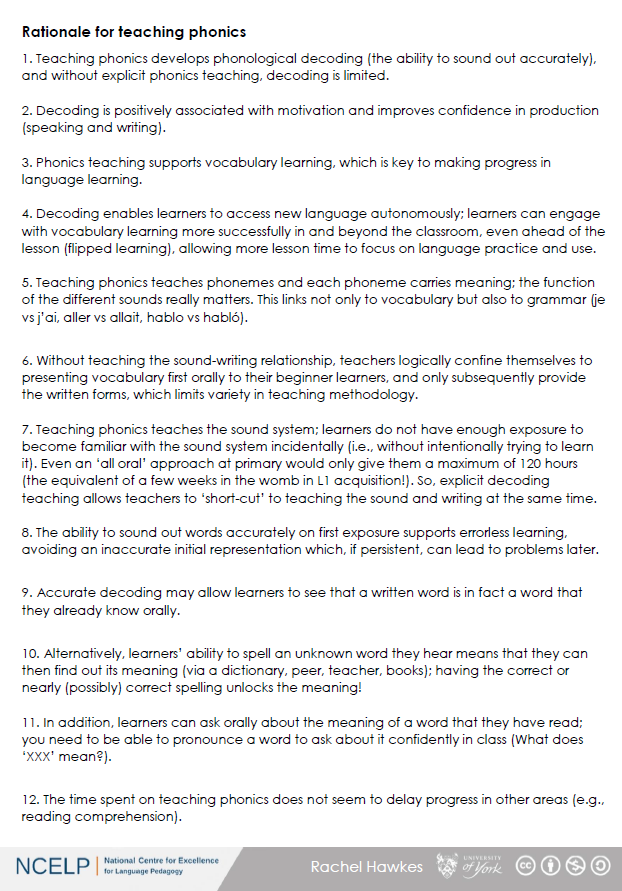 Rationale for teaching phonics
1. Teaching phonics develops phonological decoding (the ability to sound out accurately),
and without explicit phonics teaching, decoding is limited.
2. Decoding is positively associated with motivation and improves confidence in production
(speaking and writing).
3. Phonics teaching supports vocabulary learning, which is key to making progress in
language learning.
4. Decoding enables learners to access new language autonomously; learners can engage
with vocabulary learning more successfully in and beyond the classroom, even ahead of the
lesson (flipped learning), allowing more lesson time to focus on language practice and use.
5. Teaching phonics teaches phonemes and each phoneme carries meaning; the function
of the different sounds really matters. This links not only to vocabulary but also to grammar (je
vs j’ai, aller vs allait, hablo vs habló).
6. Without teaching the sound-writing relationship, teachers logically confine themselves to
presenting vocabulary first orally to their beginner learners, and only subsequently provide
the written forms, which limits variety in teaching methodology.
7. Teaching phonics teaches the sound system; learners do not have enough exposure to
become familiar with the sound system incidentally (i.e., without intentionally trying to learn
it). Even an ‘all oral’ approach at primary would only give them a maximum of 120 hours
(the equivalent of a few weeks in the womb in L1 acquisition!). So, explicit decoding
teaching allows teachers to ‘short-cut’ to teaching the sound and writing at the same time.
8. The ability to sound out words accurately on first exposure supports errorless learning,
avoiding an inaccurate initial representation which, if persistent, can lead to problems later.
9. Accurate decoding may allow learners to see that a written word is in fact a word that
they already know orally.
10. Alternatively, learners’ ability to spell an unknown word they hear means that they can
then find out its meaning (via a dictionary, peer, teacher, books); having the correct or
nearly (possibly) correct spelling unlocks the meaning!
11. In addition, learners can ask orally about the meaning of a word that they have read;
you need to be able to pronounce a word to ask about it confidently in class (What does
‘XXX’ mean?).
12. The time spent on teaching phonics does not seem to delay progress in other areas (e.g.,
reading comprehension).
NCELP | National Centre for Excellence
for Language Pedagogy
Rachel Hawkes
UNIVERSITY
of York
cc